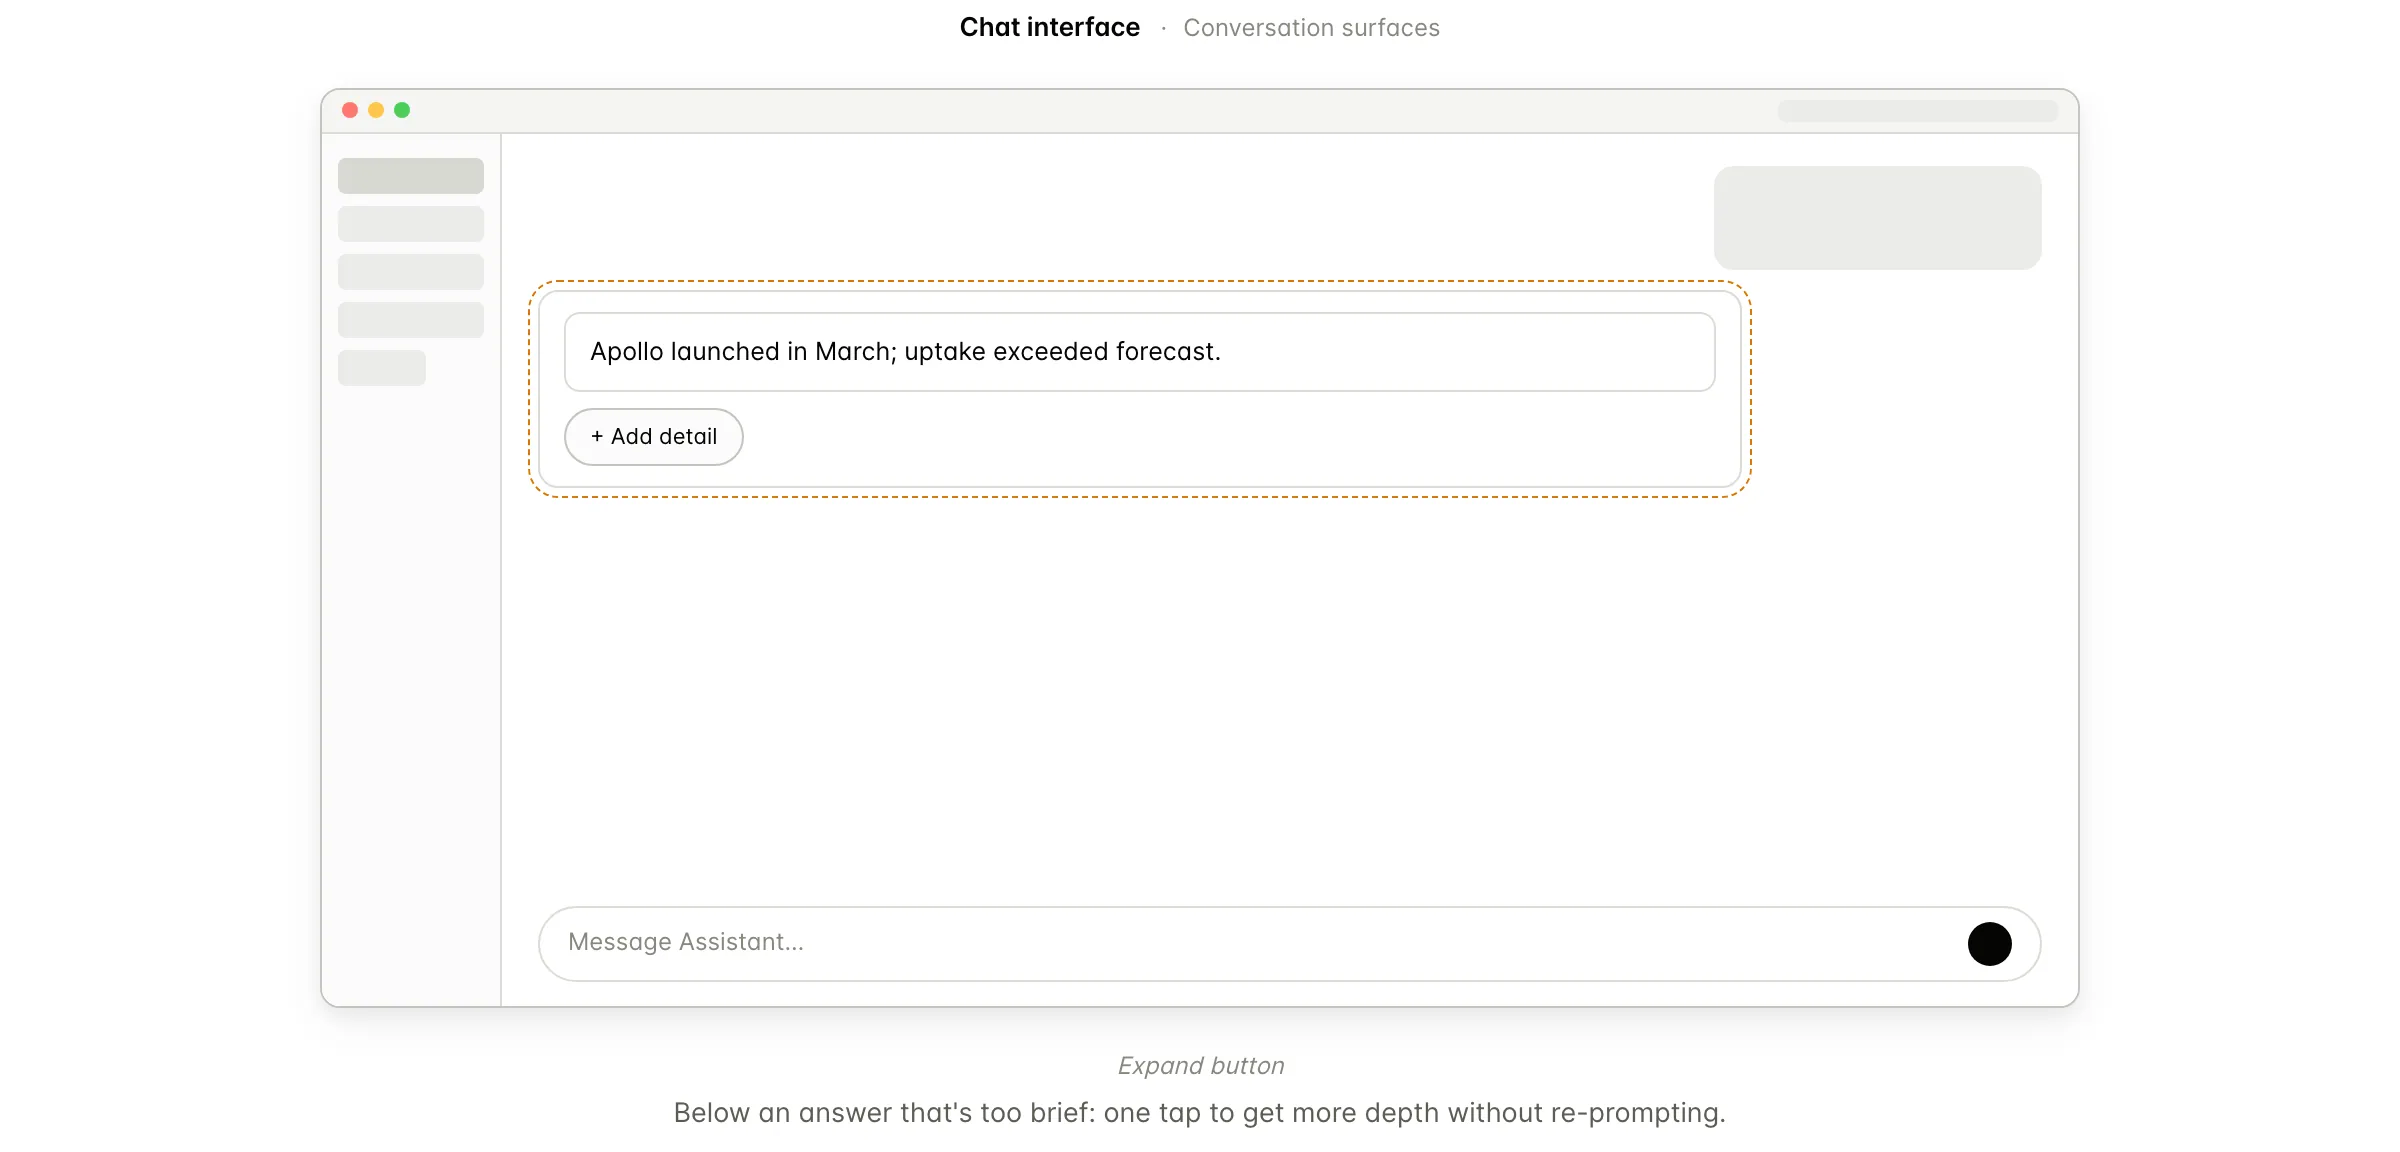 Chat interface · Conversation surfaces
Apollo launched in March; uptake exceeded forecast.
+ Add detail
Message Assistant...
Expand button
Below an answer that's too brief: one tap to get more depth without re-prompting.